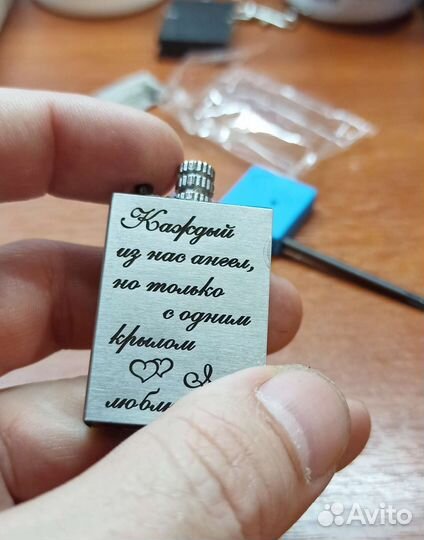 Каждый
из нас ангел,
но только
с одним
крылом
Avito